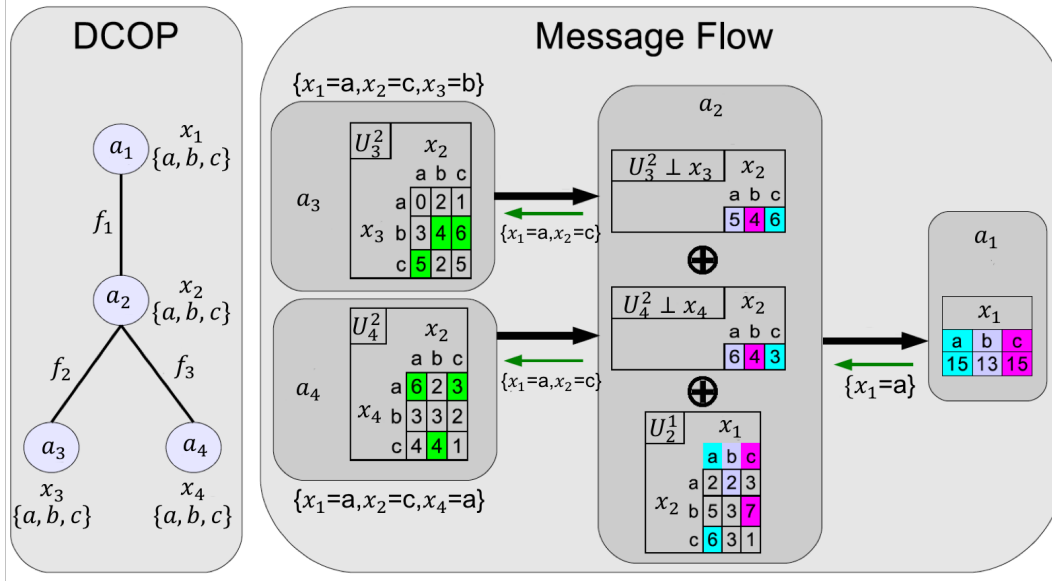 DCOP
a₁
x₁
{a, b, c}
f₁
a₂
x₂
{a, b, c}
f₂
f₃
a₃
a₄
x₃
{a, b, c}
x₄
{a, b, c}
Message Flow
{x₁=a,x₂=c,x₃=b}
a₃
U₃²
x₂
a b c
x₃
a 0 2 1
b 3 4 6
c 5 2 5
{x₁=a,x₂=c}
a₄
U₄²
x₂
a b c
x₄
a 6 2 3
b 3 3 2
c 4 4 1
{x₁=a,x₂=c,x₄=a}
{x₁=a,x₂=c}
a₂
U₃² ⊥ x₃
x₂
a b c
5 4 6
⊕
U₄² ⊥ x₄
x₂
a b c
6 4 3
⊕
U₂¹
x₁
a b c
x₂
a 2 2 3
b 5 3 7
c 6 3 1
{x₁=a}
a₁
x₁
a b c
15 13 15